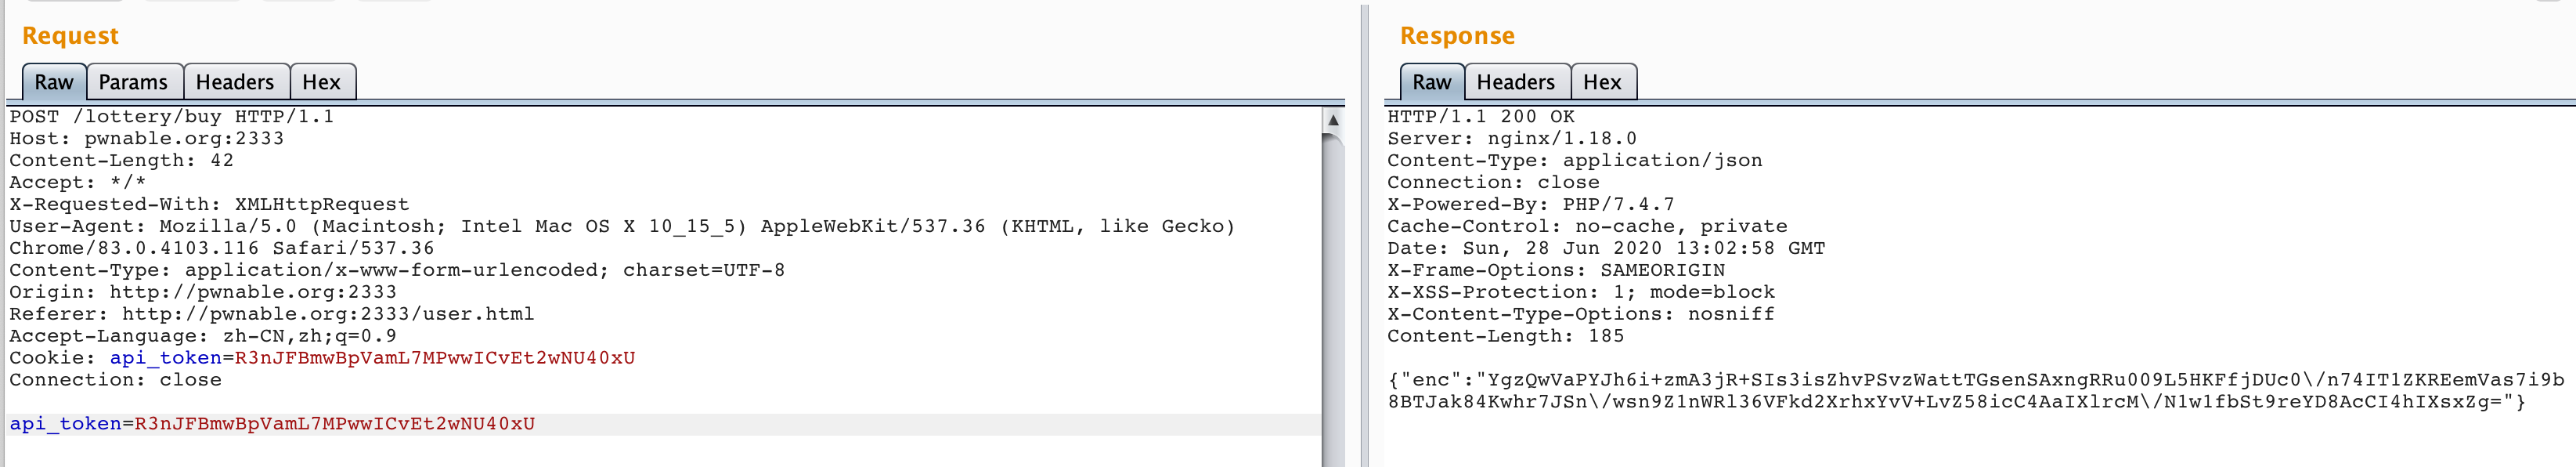 Request
Raw Params Headers Hex
POST /lottery/buy HTTP/1.1
Host: pwnable.org:2333
Content-Length: 42
Accept: */*
X-Requested-With: XMLHttpRequest
User-Agent: Mozilla/5.0 (Macintosh; Intel Mac OS X 10_15_5) AppleWebKit/537.36 (KHTML, like Gecko)
Chrome/83.0.4103.116 Safari/537.36
Content-Type: application/x-www-form-urlencoded; charset=UTF-8
Origin: http://pwnable.org:2333
Referer: http://pwnable.org:2333/user.html
Accept-Language: zh-CN,zh;q=0.9
Cookie: api_token=R3nJFBmwBpVamL7MPwwICvEt2wNU40xU
Connection: close
api_token=R3nJFBmwBpVamL7MPwwICvEt2wNU40xU
Response
Raw Headers Hex
HTTP/1.1 200 OK
Server: nginx/1.18.0
Content-Type: application/json
Connection: close
X-Powered-By: PHP/7.4.7
Cache-Control: no-cache, private
Date: Sun, 28 Jun 2020 13:02:58 GMT
X-Frame-Options: SAMEORIGIN
X-XSS-Protection: 1; mode=block
X-Content-Type-Options: nosniff
Content-Length: 185
{"enc":"YgzQwVaPYJh6i+zmA3jR+SIs3isZhvPSvzWattTGsenSAxngRRu009L5HKFfjDUc0\/n74IT1ZKREemVas7i9b
8BTJak84Kwhr7JSn\/wsn9Z1nWRl36VFkd2XrhxYvV+LvZ58icC4AaIXlrcM\/N1w1fbSt9reYD8AcCI4hIXsxZg="}